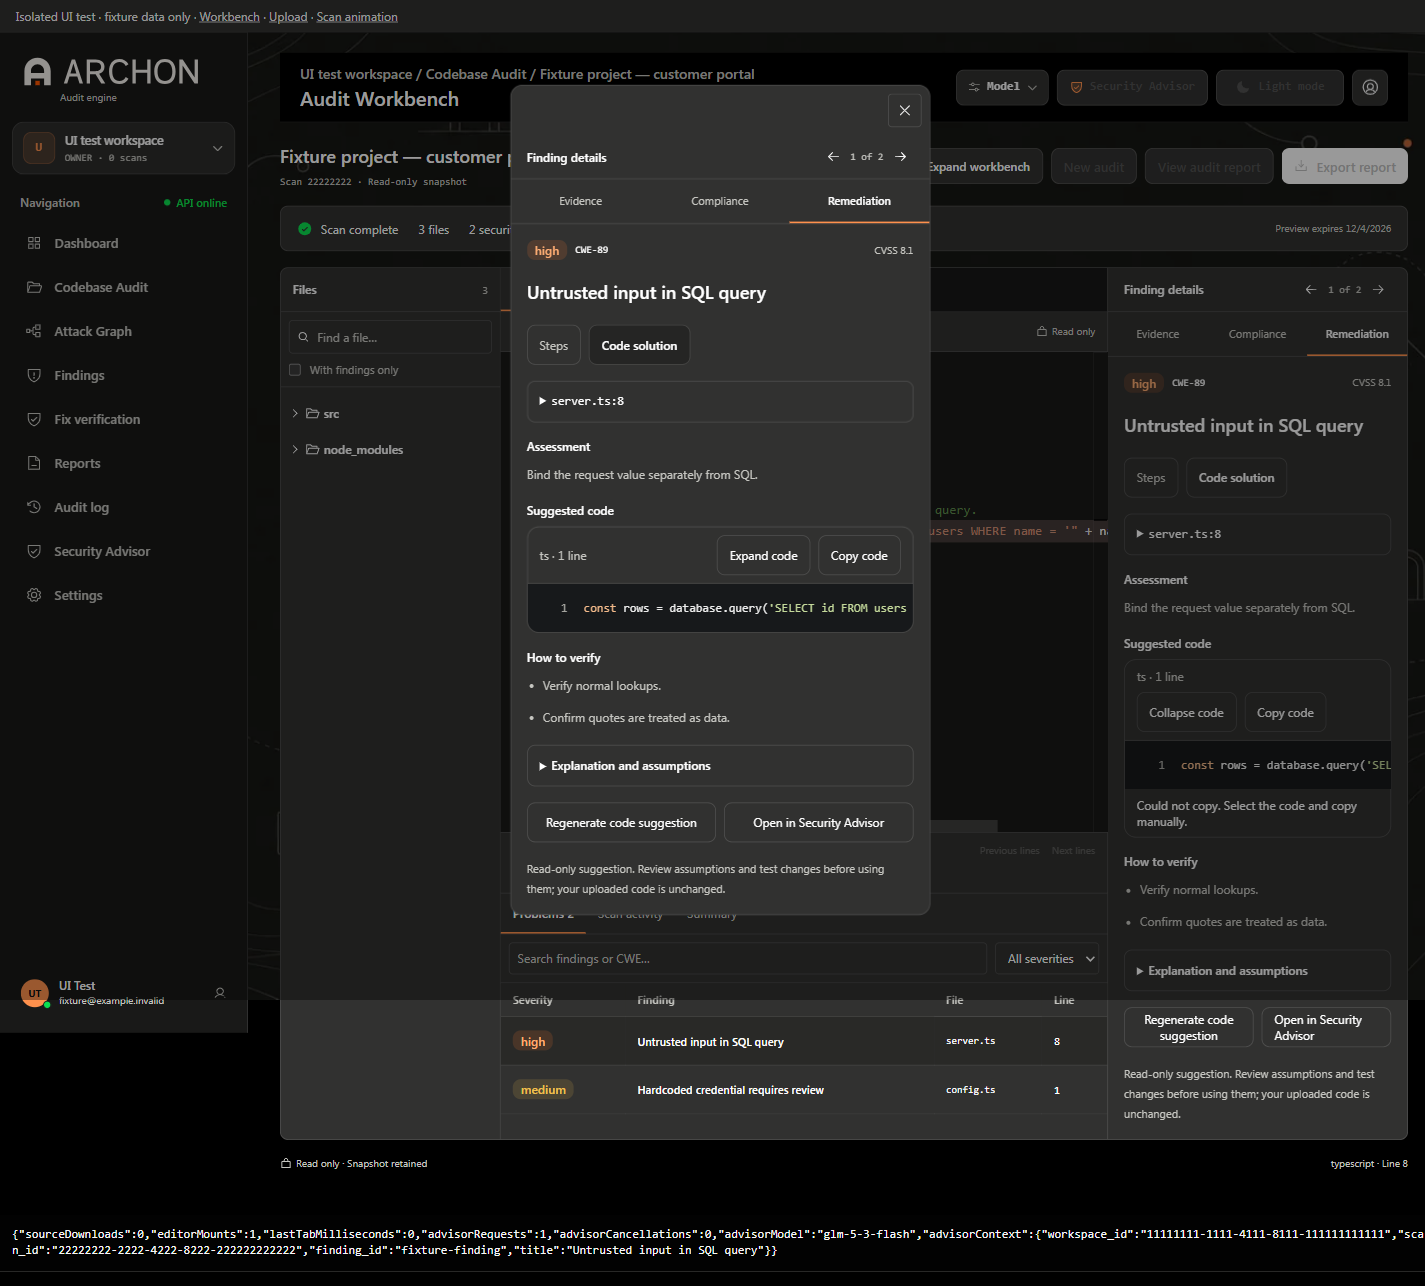 Isolated UI test · fixture data only · Workbench · Upload · Scan animation
ARCHON
Audit engine
U
UI test workspace
OWNER · 0 scans
Navigation
API online
Dashboard
Codebase Audit
Attack Graph
Findings
Fix verification
Reports
Audit log
Security Advisor
Settings
UT
UI Test
fixture@example.invalid
UI test workspace / Codebase Audit / Fixture project — customer portal
Audit Workbench
Model
Security Advisor
Light mode
Fixture project — customer p
Scan 22222222 · Read-only snapshot
Expand workbench
New audit
View audit report
Export report
Scan complete
3 files
2 securi
Preview expires 12/4/2026
Files
3
Find a file...
With findings only
src
node_modules
Read only
query.
users WHERE name = '" + na
Previous lines
Next lines
Finding details
1 of 2
Evidence
Compliance
Remediation
high
CWE-89
CVSS 8.1
Untrusted input in SQL query
Steps
Code solution
server.ts:8
Assessment
Bind the request value separately from SQL.
Suggested code
ts · 1 line
Expand code
Copy code
1 const rows = database.query('SELECT id FROM users
How to verify
• Verify normal lookups.
• Confirm quotes are treated as data.
Explanation and assumptions
Regenerate code suggestion
Open in Security Advisor
Read-only suggestion. Review assumptions and test changes before using
them; your uploaded code is unchanged.
Problems 2
Scan activity
Summary
Search findings or CWE...
All severities
Severity
Finding
File
Line
high
Untrusted input in SQL query
server.ts
8
medium
Hardcoded credential requires review
config.ts
1
Finding details
1 of 2
Evidence
Compliance
Remediation
high
CWE-89
CVSS 8.1
Untrusted input in SQL query
Steps
Code solution
server.ts:8
Assessment
Bind the request value separately from SQL.
Suggested code
ts · 1 line
Collapse code
Copy code
1 const rows = database.query('SEL
Could not copy. Select the code and copy
manually.
How to verify
• Verify normal lookups.
• Confirm quotes are treated as data.
Explanation and assumptions
Regenerate code
suggestion
Open in Security
Advisor
Read-only suggestion. Review assumptions and test
changes before using them; your uploaded code is
unchanged.
Read only · Snapshot retained
typescript · Line 8
{"sourceDownloads":0,"editorMounts":1,"lastTabMilliseconds":0,"advisorRequests":1,"advisorCancellations":0,"advisorModel":"glm-5-3-flash","advisorContext":{"workspace_id":"11111111-1111-4111-8111-111111111111","sca
n_id":"22222222-2222-4222-8222-222222222222","finding_id":"fixture-finding","title":"Untrusted input in SQL query"}}